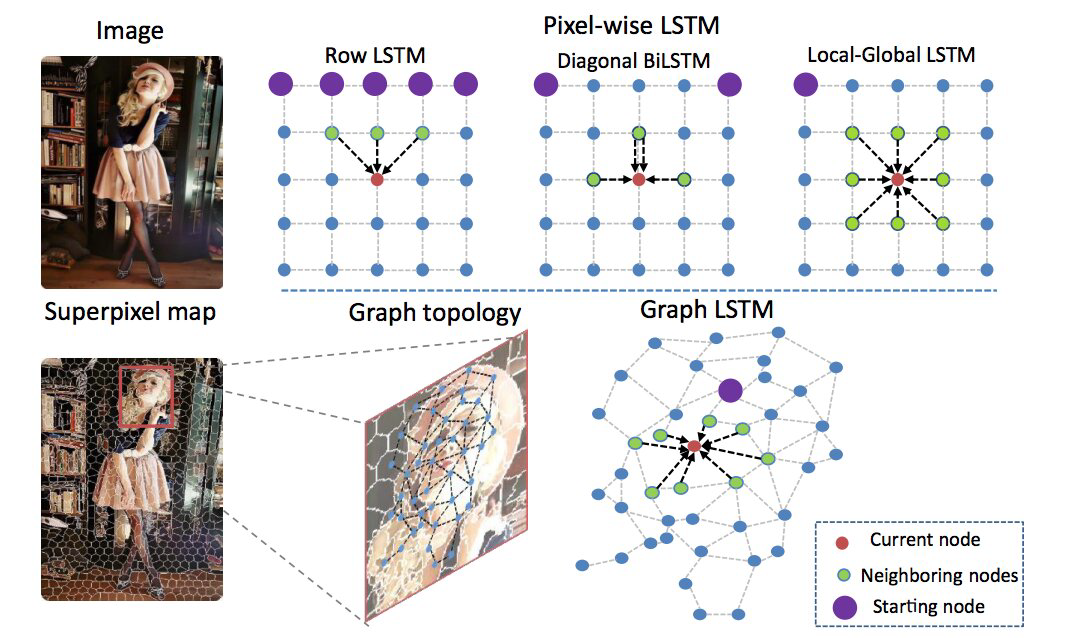 Image
Pixel-wise LSTM
Row LSTM
Diagonal BiLSTM
Local-Global LSTM
Superpixel map
Graph topology
Graph LSTM
Current node
Neighboring nodes
Starting node